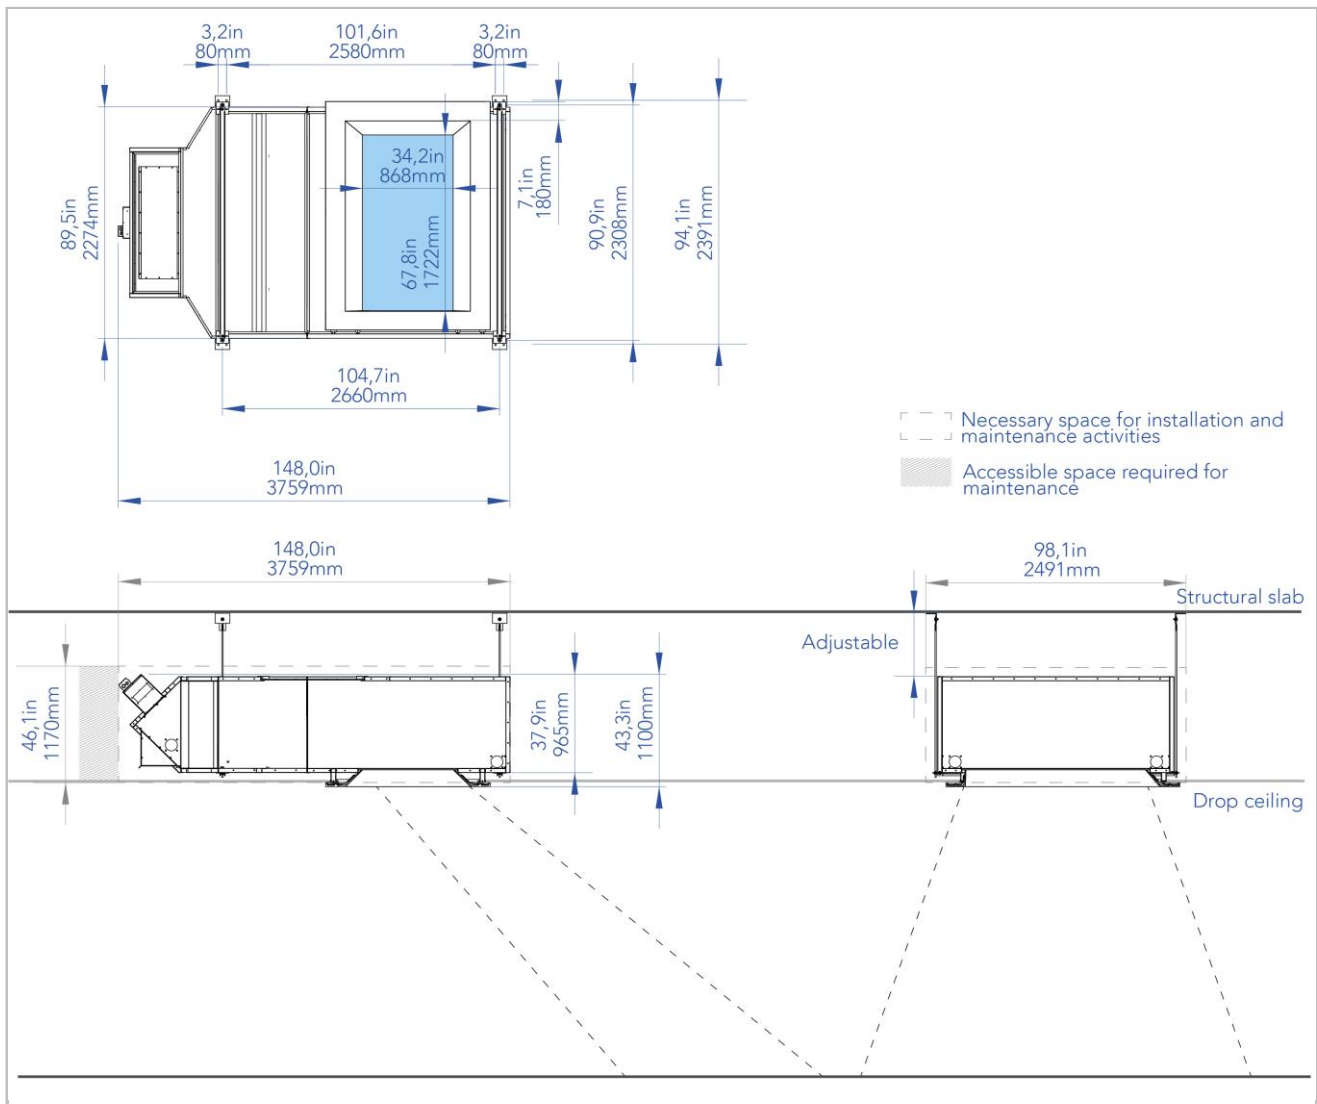 3,2in
80mm
101,6in
2580mm
3,2in
80mm
89,5in
2274mm
34,2in
868mm
67,8in
1722mm
7,1in
180mm
90,9in
2308mm
94,1in
2391mm
104,7in
2660mm
148,0in
3759mm
Necessary space for installation and
maintenance activities
Accessible space required for
maintenance
148,0in
3759mm
98,1in
2491mm
Structural slab
Adjustable
46,1in
1170mm
37,9in
965mm
43,3in
1100mm
Drop ceiling